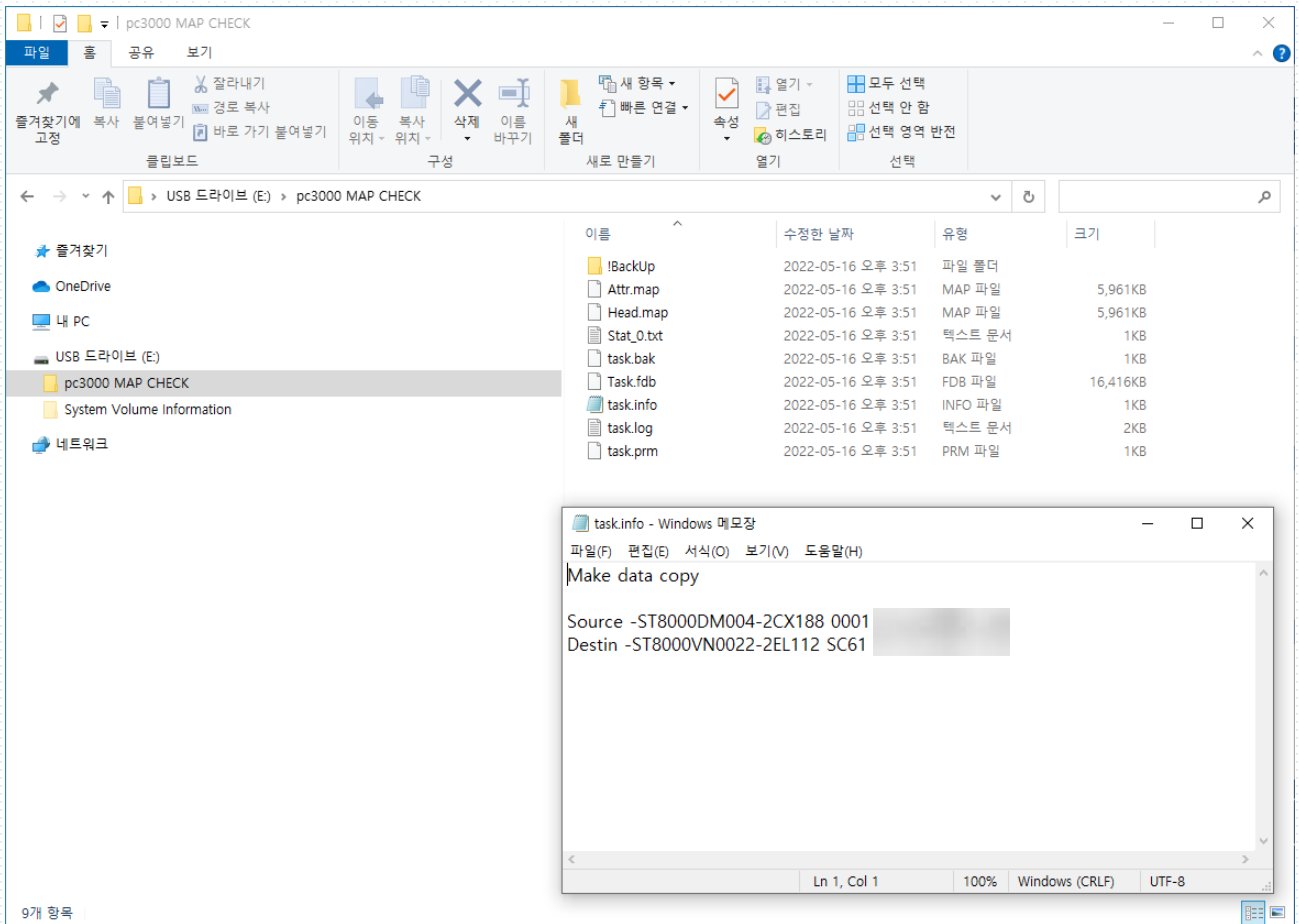 pc3000 MAP CHECK
파일 홈 공유 보기
즐겨찾기에 고정
복사
붙여넣기
잘라내기
경로 복사
바로 가기 붙여넣기
클립보드
이동 위치
복사 위치
삭제
이름 바꾸기
구성
새 폴더
새 항목
빠른 연결
새로 만들기
속성
열기
편집
히스토리
열기
모두 선택
선택 안 함
선택 영역 반전
선택
USB 드라이브 (E:) › pc3000 MAP CHECK
즐겨찾기
OneDrive
내 PC
USB 드라이브 (E:)
pc3000 MAP CHECK
System Volume Information
네트워크
이름 수정한 날짜 유형 크기
!BackUp 2022-05-16 오후 3:51 파일 폴더
Attr.map 2022-05-16 오후 3:51 MAP 파일 5,961KB
Head.map 2022-05-16 오후 3:51 MAP 파일 5,961KB
Stat_0.txt 2022-05-16 오후 3:51 텍스트 문서 1KB
task.bak 2022-05-16 오후 3:51 BAK 파일 1KB
Task.fdb 2022-05-16 오후 3:51 FDB 파일 16,416KB
task.info 2022-05-16 오후 3:51 INFO 파일 1KB
task.log 2022-05-16 오후 3:51 텍스트 문서 2KB
task.prm 2022-05-16 오후 3:51 PRM 파일 1KB
task.info - Windows 메모장
파일(F) 편집(E) 서식(O) 보기(V) 도움말(H)
Make data copy
Source -ST8000DM004-2CX188 0001
Destin -ST8000VN0022-2EL112 SC61
Ln 1, Col 1 100% Windows (CRLF) UTF-8
9개 항목